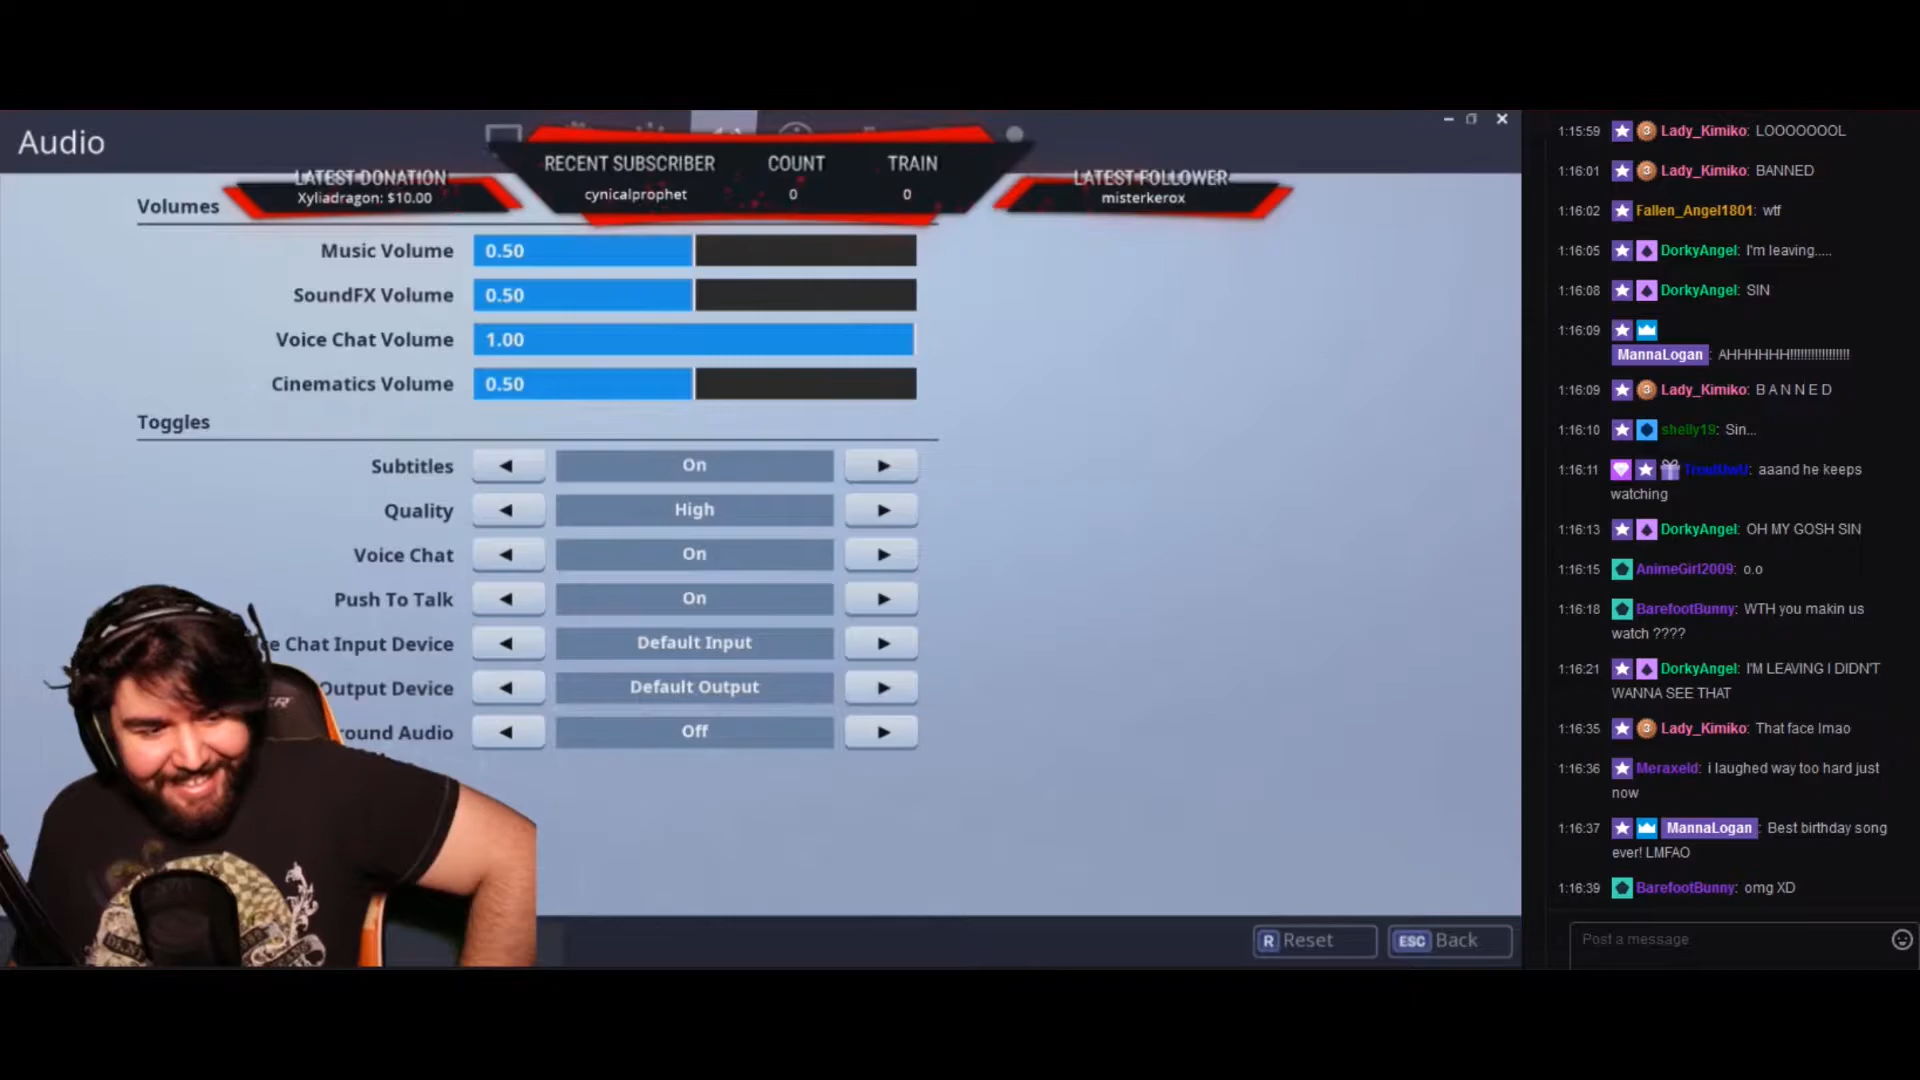 Audio
RECENT SUBSCRIBER COUNT TRAIN
cynicalprophet 0 0
LATEST DONATION
Xyliadragon: $10.00
LATEST FOLLOWER
misterkerox
Volumes
Music Volume 0.50
SoundFX Volume 0.50
Voice Chat Volume 1.00
Cinematics Volume 0.50
Toggles
Subtitles On
Quality High
Voice Chat On
Push To Talk On
Chat Input Device Default Input
Output Device Default Output
Audio Off
R Reset
ESC Back
1:15:59 3 Lady_Kimiko: LOOOOOOOL
1:16:01 3 Lady_Kimiko: BANNED
1:16:02 Fallen_Angel1801: wtf
1:16:05 DorkyAngel: I'm leaving.....
1:16:08 DorkyAngel: SIN
1:16:09
MannaLogan: AHHHHHH!!!!!!!!!!!!!!!!!
1:16:09 3 Lady_Kimiko: B A N N E D
1:16:10 shelly19: Sin...
1:16:11 TroutUwU: aaand he keeps
watching
1:16:13 DorkyAngel: OH MY GOSH SIN
1:16:15 AnimeGirl2009: o.o
1:16:18 BarefootBunny: WTH you makin us
watch ????
1:16:21 DorkyAngel: I'M LEAVING I DIDN'T
WANNA SEE THAT
1:16:35 3 Lady_Kimiko: That face lmao
1:16:36 Meraxeld: i laughed way too hard just
now
1:16:37 MannaLogan: Best birthday song
ever! LMFAO
1:16:39 BarefootBunny: omg XD
Post a message